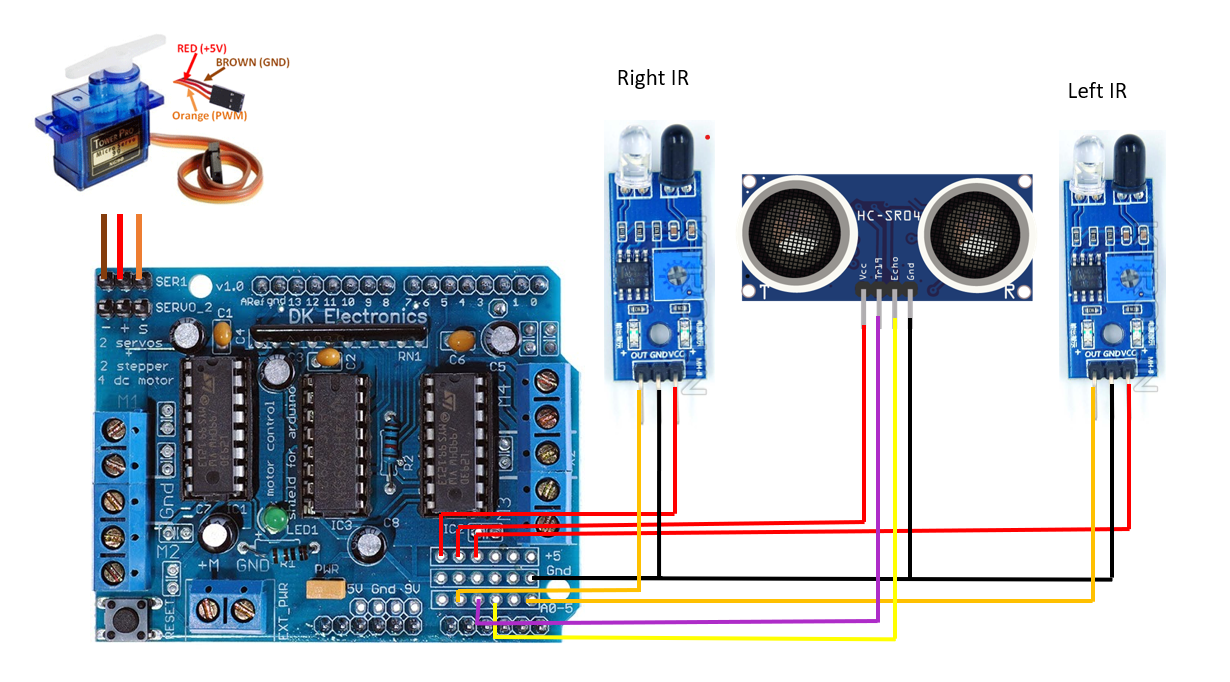 RED (+5V)
BROWN (GND)
Orange (PWM)
TOWER PRO
Right IR
Left IR
HC-SR04
Vcc
Trig
Echo
Gnd
T
R
OUT GND VCC
OUT GND VCC
SER1
v1.0
SERVO_2
- + S
2 servos
2 stepper
4 dc motor
ARef gnd 13 12 11 10 9 8 7 6 5 4 3 1 0
DK Electronics
C1
C4
C3
C2
RN1
C6
C5
M1
M4
motor control
shield for arduino
R2
Gnd
C7
IC1
IC3
C8
LED1
M2
+M
GND
PWR
5V Gnd 9V
+5
Gnd
A0-5
RESET
EXT_PWR